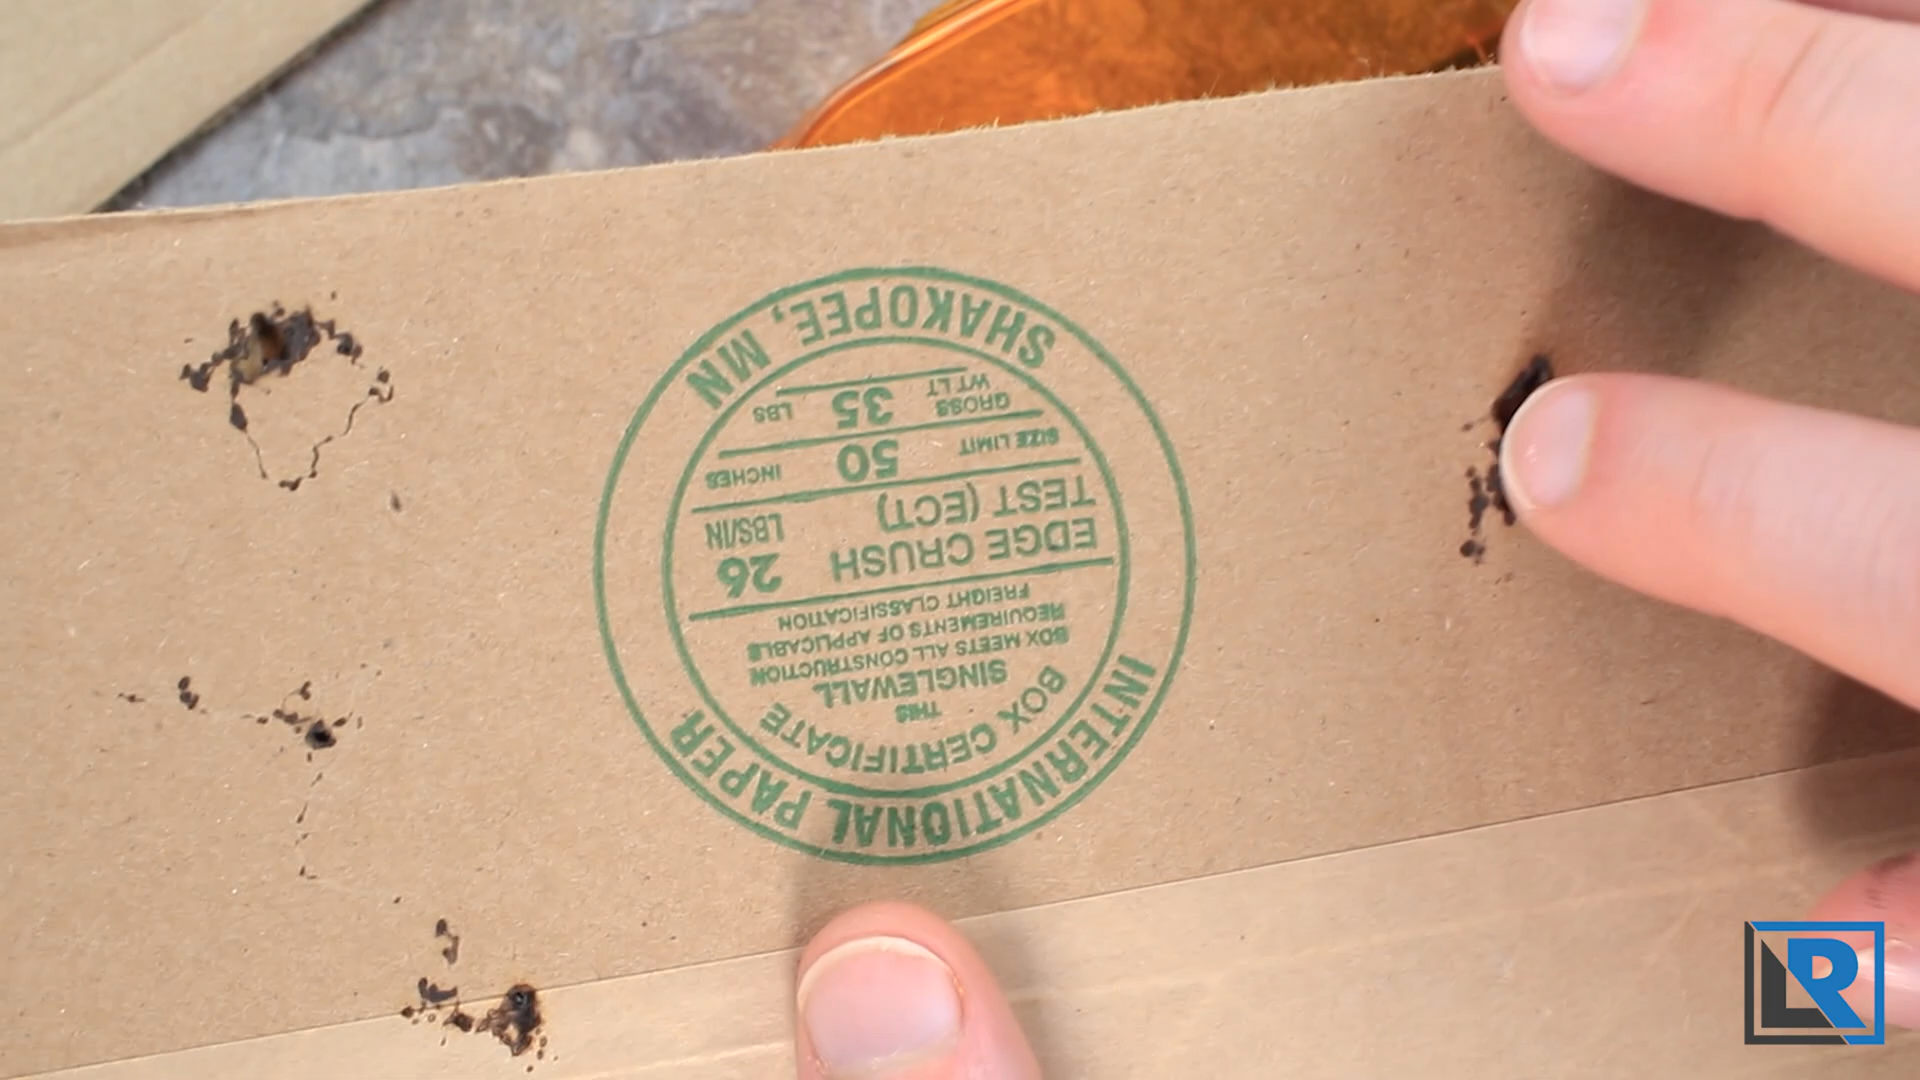 INTERNATIONAL PAPER
BOX CERTIFICATE
THIS
SINGLEWALL
BOX MEETS ALL CONSTRUCTION
REQUIREMENTS OF APPLICABLE
FREIGHT CLASSIFICATION
EDGE CRUSH 26
TEST (ECT) LBS/IN
SIZE LIMIT 50 INCHES
GROSS
WT LT 35 LBS
SHAKOPEE, MN
LR